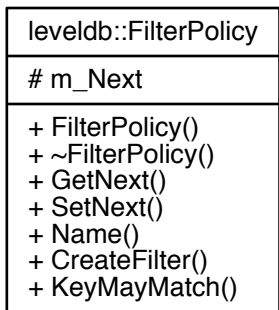 leveldb::FilterPolicy
# m_Next
+ FilterPolicy()
+ ~FilterPolicy()
+ GetNext()
+ SetNext()
+ Name()
+ CreateFilter()
+ KeyMayMatch()